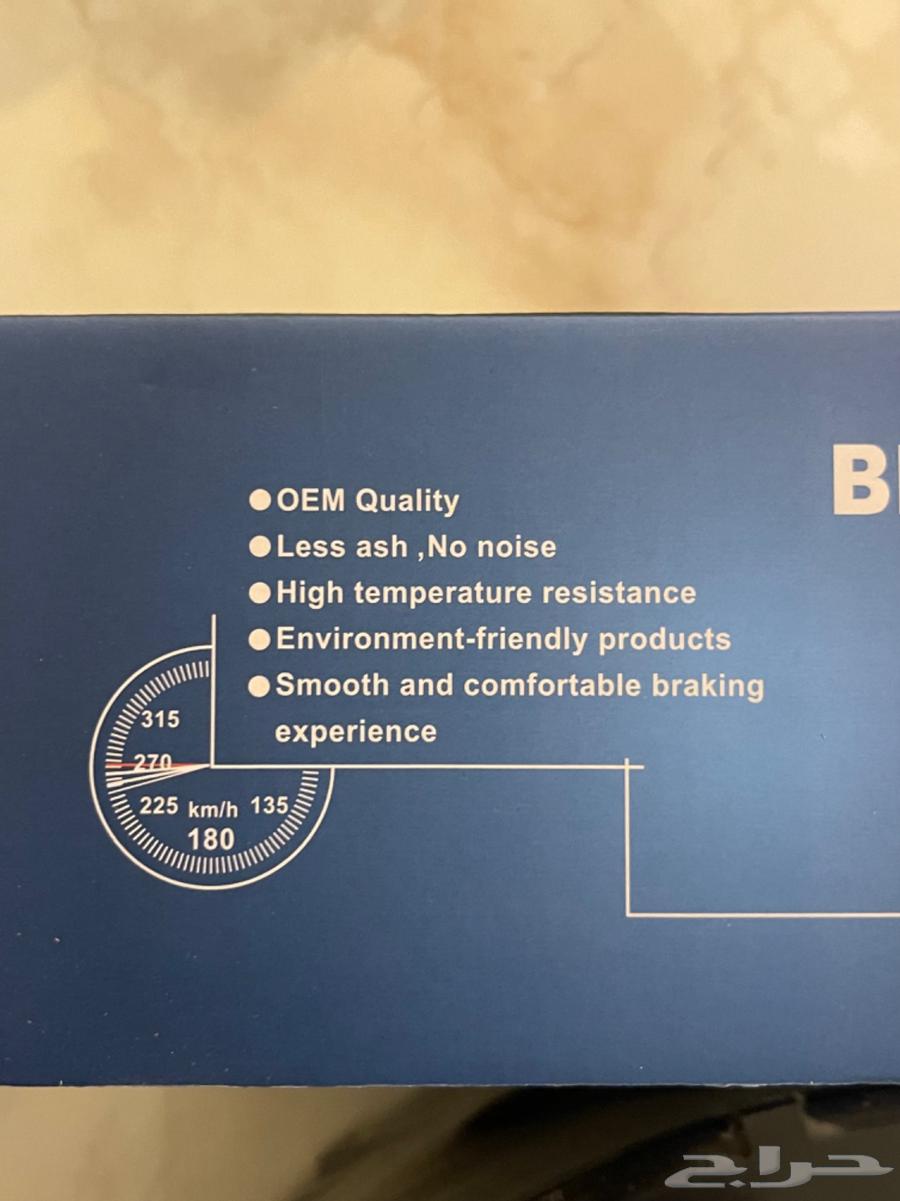 ● OEM Quality
● Less ash ,No noise
● High temperature resistance
● Environment-friendly products
● Smooth and comfortable braking
experience
315
270
225 km/h 135
180
حراج